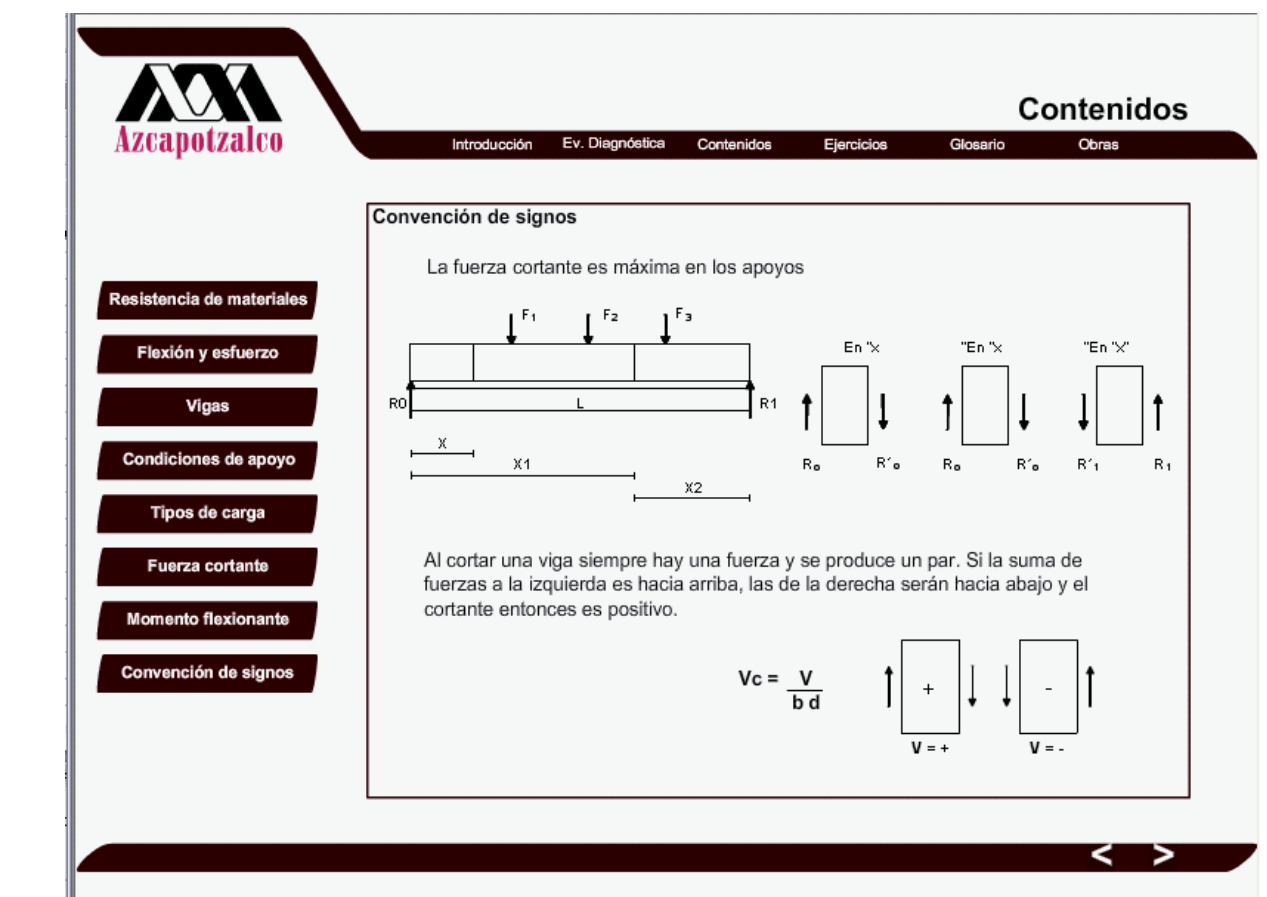 Azcapotzalco
Contenidos
Introducción Ev. Diagnóstica Contenidos Ejercicios Glosario Obras
Resistencia de materiales
Flexión y esfuerzo
Vigas
Condiciones de apoyo
Tipos de carga
Fuerza cortante
Momento flexionante
Convención de signos
Convención de signos
La fuerza cortante es máxima en los apoyos
F₁ F₂ F₃
En "x "En "x "En "X"
R0 L R1
X
X1
X2
Rₒ R´ₒ Rₒ R´ₒ R´₁ R₁
Al cortar una viga siempre hay una fuerza y se produce un par. Si la suma de
fuerzas a la izquierda es hacia arriba, las de la derecha serán hacia abajo y el
cortante entonces es positivo.
Vc = V
b d
+ -
V = + V = -
< >